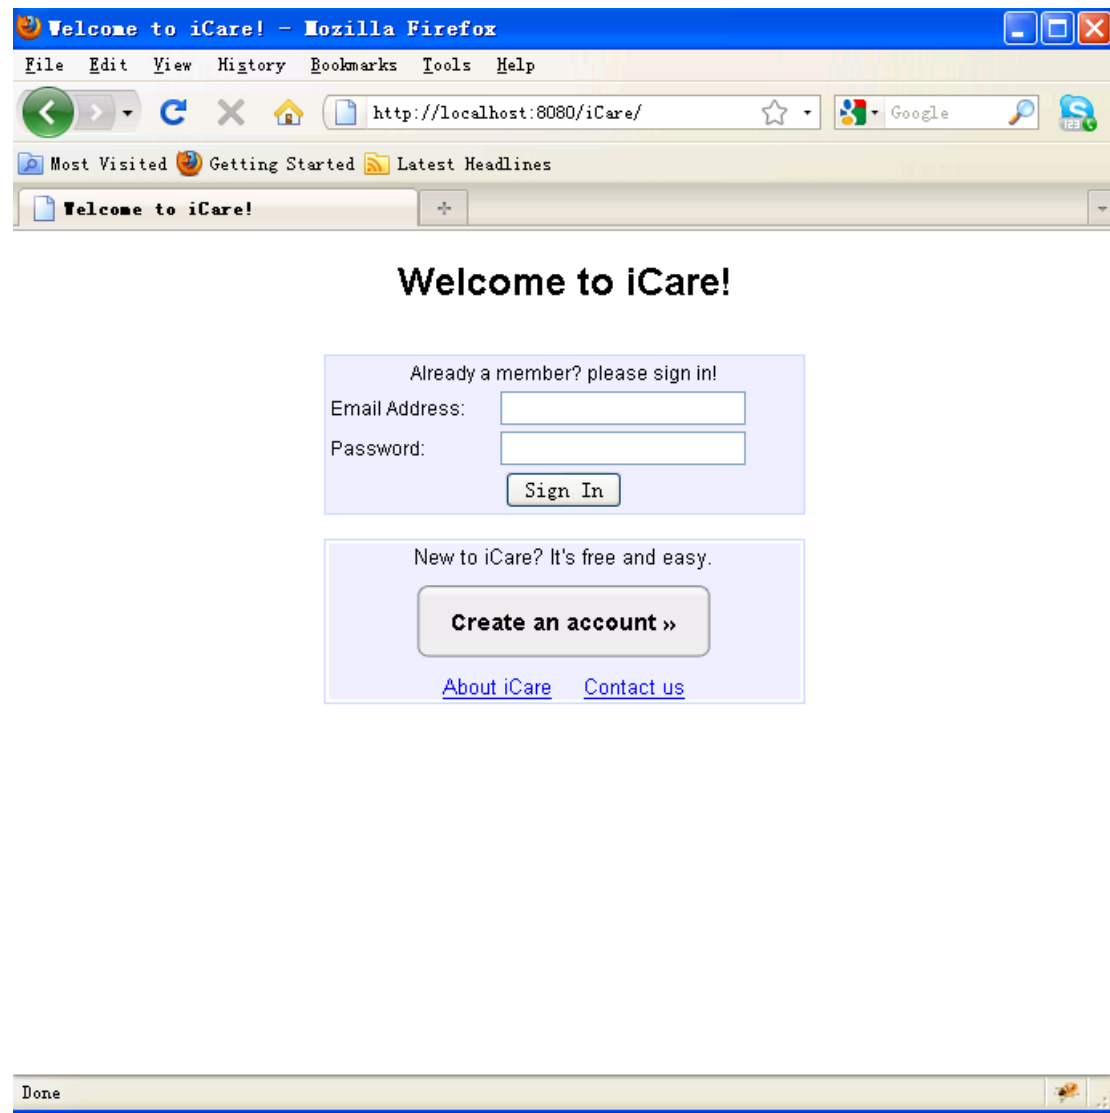 Welcome to iCare! - Mozilla Firefox
File Edit View History Bookmarks Tools Help
http://localhost:8080/iCare/ Google
Most Visited Getting Started Latest Headlines
Welcome to iCare!
Welcome to iCare!
Already a member? please sign in!
Email Address:
Password:
Sign In
New to iCare? It's free and easy.
Create an account »
About iCare Contact us
Done